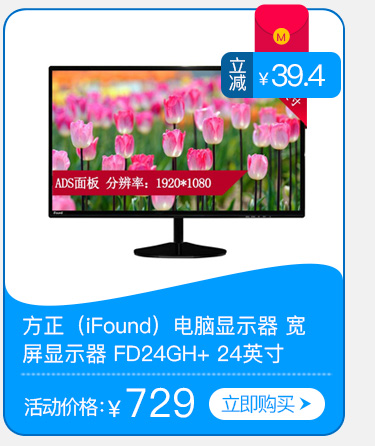 M
立减 ¥39.4
ADS面板 分辨率：1920*1080
方正（iFound）电脑显示器 宽
屏显示器 FD24GH+ 24英寸
活动价格：¥729 立即购买